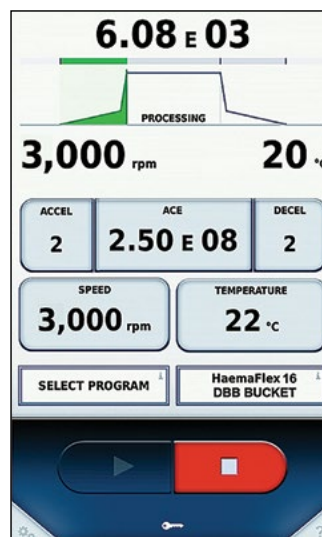 6.08 E 03
PROCESSING
3,000 rpm
20 °C
ACCEL
2
ACE
2.50 E 08
DECEL
2
SPEED
3,000 rpm
TEMPERATURE
22 °C
SELECT PROGRAM
HaemaFlex 16
DBB BUCKET
?